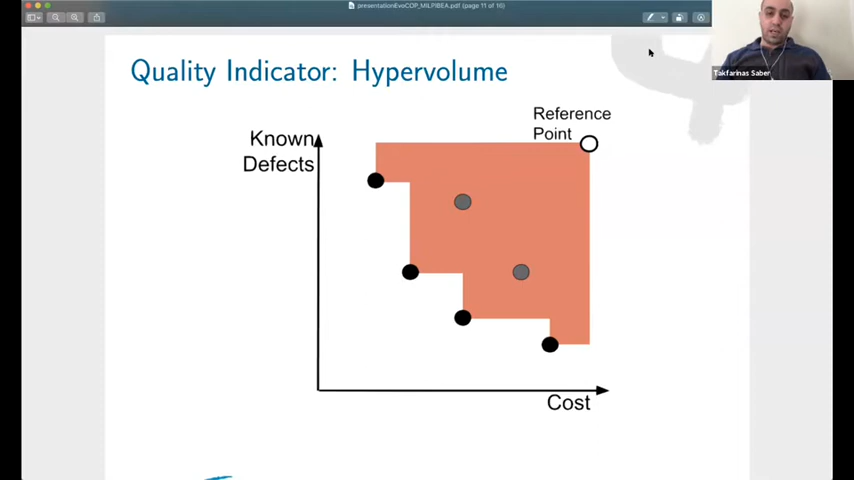 presentationEvoCOP_MILPIBEA.pdf (page 11 of 16)
Takfarinas Saber
Quality Indicator: Hypervolume
Reference
Point
Known
Defects
Cost